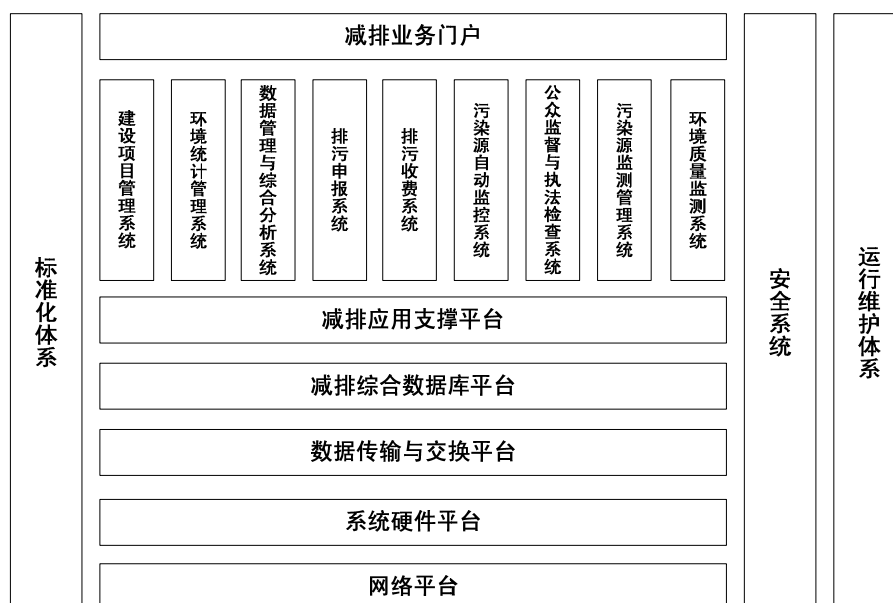 减排业务门户
建设项目管理系统
环境统计管理系统
数据管理与综合分析系统
排污申报系统
排污收费系统
污染源自动监控系统
公众监督与执法检查系统
污染源监测管理系统
环境质量监测系统
标准化体系
减排应用支撑平台
减排综合数据库平台
数据传输与交换平台
系统硬件平台
网络平台
安全系统
运行维护体系